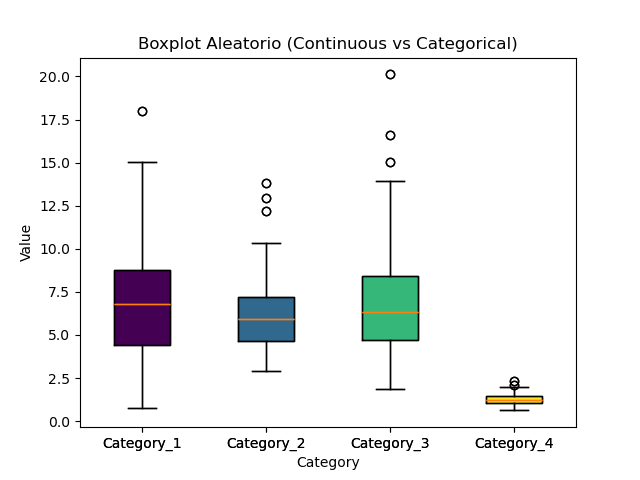 Boxplot Aleatorio (Continuous vs Categorical)
20.0
17.5
15.0
12.5
10.0
7.5
5.0
2.5
0.0
Value
Category_1 Category_2 Category_3 Category_4
Category